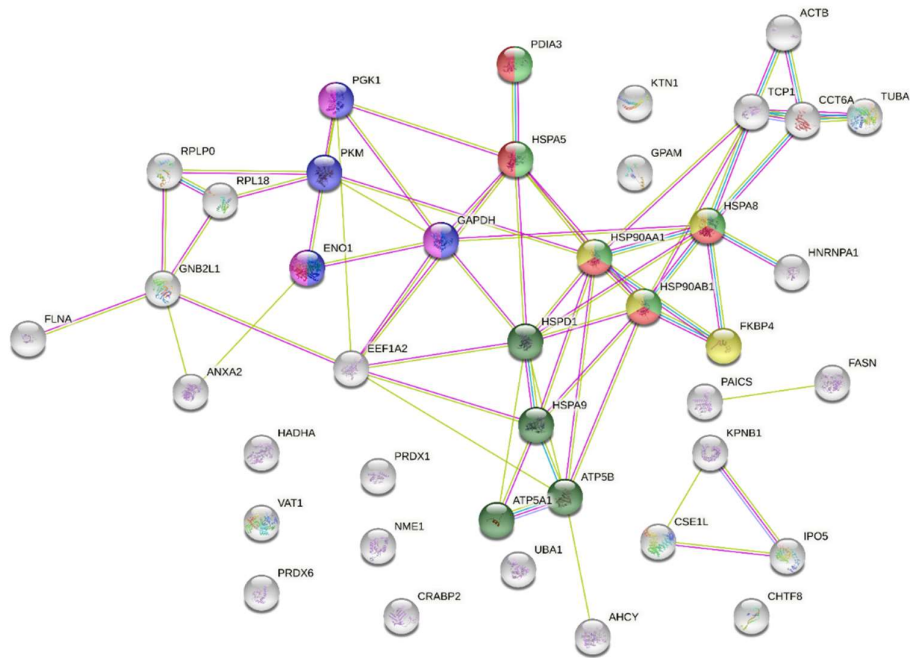 ACTB
PDIA3
KTN1
PGK1
TCP1
CCT6A
TUBA
HSPA5
RPLP0
PKM
GPAM
RPL18
HSPA8
GAPDH
HSP90AA1
ENO1
HNRNPA1
GNB2L1
HSP90AB1
FLNA
HSPD1
FKBP4
EEF1A2
ANXA2
FASN
PAICS
HSPA9
HADHA
KPNB1
PRDX1
ATP5B
ATP5A1
VAT1
CSE1L
NME1
IPO5
UBA1
PRDX6
CHTF8
CRABP2
AHCY